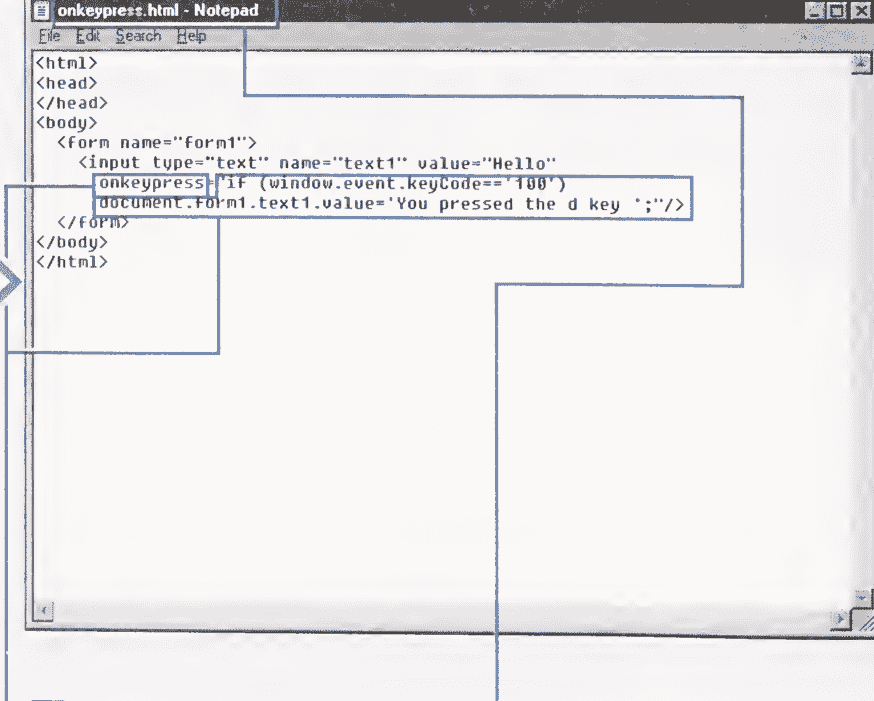 onkeypress.html - Notepad
File Edit Search Help
<html>
<head>
</head>
<body>
<form name="form1">
<input type="text" name="text1" value="Hello"
onkeypress="if (window.event.keyCode=='100')
document.form1.text1.value='You pressed the d key ';"/>
</form>
</body>
</html>